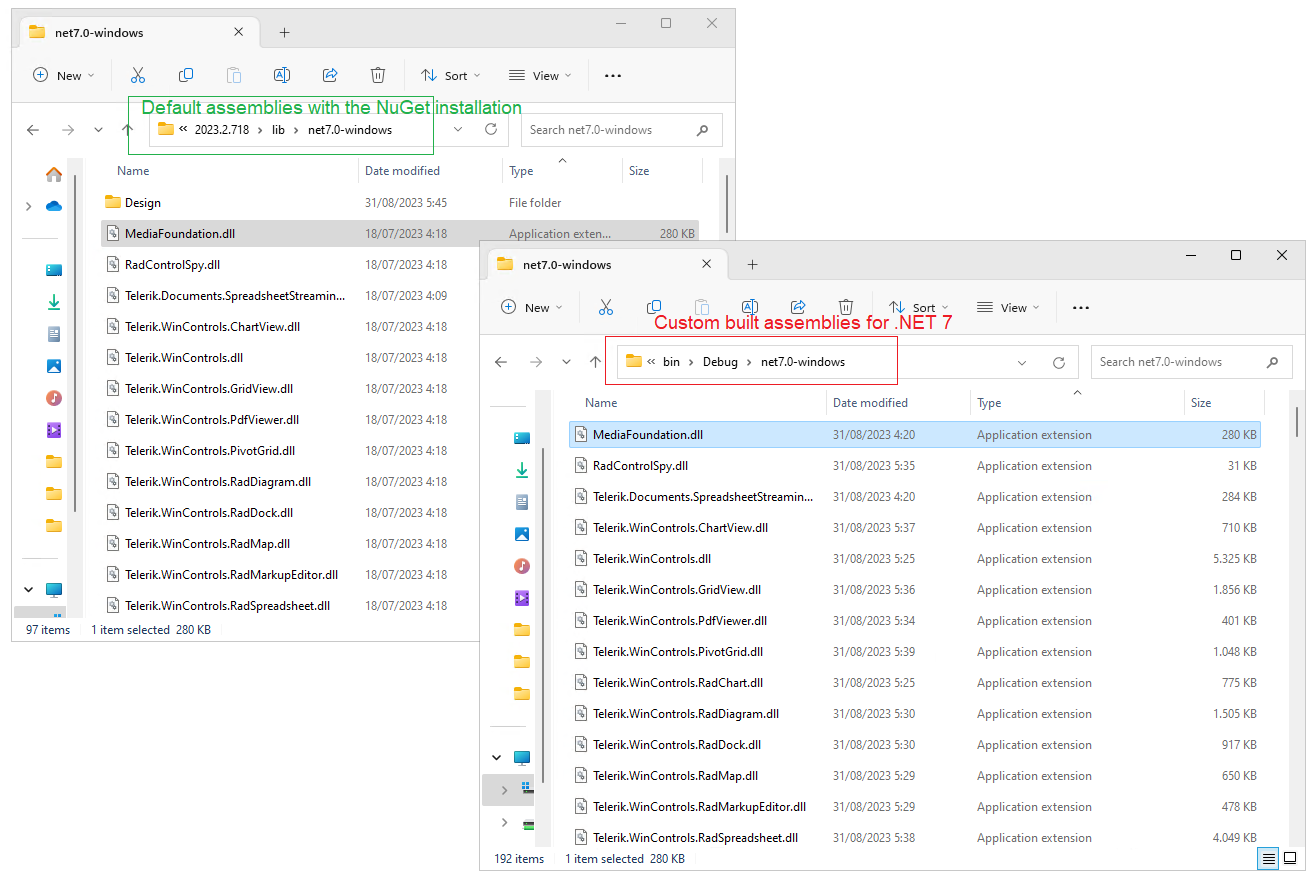 net7.0-windows
New
Sort
View
Default assemblies with the NuGet installation
« 2023.2.718 > lib > net7.0-windows
Search net7.0-windows
Name Date modified Type Size
Design 31/08/2023 5:45 File folder
MediaFoundation.dll 18/07/2023 4:18 Application exten... 280 KB
RadControlSpy.dll 18/07/2023 4:18
Telerik.Documents.SpreadsheetStreamin... 18/07/2023 4:09
Telerik.WinControls.ChartView.dll 18/07/2023 4:18
Telerik.WinControls.dll 18/07/2023 4:18
Telerik.WinControls.GridView.dll 18/07/2023 4:18
Telerik.WinControls.PdfViewer.dll 18/07/2023 4:18
Telerik.WinControls.PivotGrid.dll 18/07/2023 4:18
Telerik.WinControls.RadDiagram.dll 18/07/2023 4:18
Telerik.WinControls.RadDock.dll 18/07/2023 4:18
Telerik.WinControls.RadMap.dll 18/07/2023 4:18
Telerik.WinControls.RadMarkupEditor.dll 18/07/2023 4:18
Telerik.WinControls.RadSpreadsheet.dll 18/07/2023 4:18
97 items 1 item selected 280 KB
net7.0-windows
New
Sort
View
Custom built assemblies for .NET 7
« bin > Debug > net7.0-windows
Search net7.0-windows
Name Date modified Type Size
MediaFoundation.dll 31/08/2023 4:20 Application extension 280 KB
RadControlSpy.dll 31/08/2023 5:35 Application extension 31 KB
Telerik.Documents.SpreadsheetStreamin... 31/08/2023 4:20 Application extension 284 KB
Telerik.WinControls.ChartView.dll 31/08/2023 5:37 Application extension 710 KB
Telerik.WinControls.dll 31/08/2023 5:25 Application extension 5.325 KB
Telerik.WinControls.GridView.dll 31/08/2023 5:36 Application extension 1.856 KB
Telerik.WinControls.PdfViewer.dll 31/08/2023 5:34 Application extension 401 KB
Telerik.WinControls.PivotGrid.dll 31/08/2023 5:39 Application extension 1.048 KB
Telerik.WinControls.RadChart.dll 31/08/2023 5:25 Application extension 775 KB
Telerik.WinControls.RadDiagram.dll 31/08/2023 5:30 Application extension 1.505 KB
Telerik.WinControls.RadDock.dll 31/08/2023 5:30 Application extension 917 KB
Telerik.WinControls.RadMap.dll 31/08/2023 5:29 Application extension 650 KB
Telerik.WinControls.RadMarkupEditor.dll 31/08/2023 5:29 Application extension 478 KB
Telerik.WinControls.RadSpreadsheet.dll 31/08/2023 5:38 Application extension 4.049 KB
192 items 1 item selected 280 KB